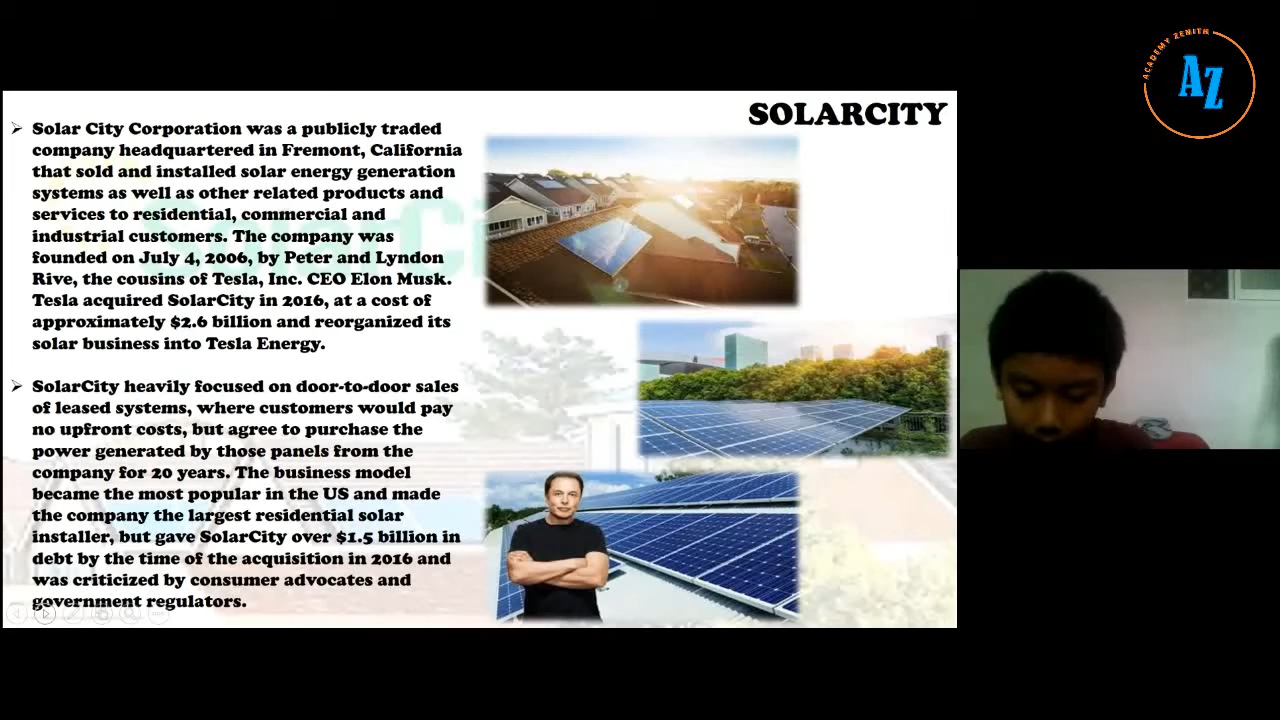 ACADEMY ZENITH
AZ
SOLARCITY
➢ Solar City Corporation was a publicly traded
company headquartered in Fremont, California
that sold and installed solar energy generation
systems as well as other related products and
services to residential, commercial and
industrial customers. The company was
founded on July 4, 2006, by Peter and Lyndon
Rive, the cousins of Tesla, Inc. CEO Elon Musk.
Tesla acquired SolarCity in 2016, at a cost of
approximately $2.6 billion and reorganized its
solar business into Tesla Energy.
➢ SolarCity heavily focused on door-to-door sales
of leased systems, where customers would pay
no upfront costs, but agree to purchase the
power generated by those panels from the
company for 20 years. The business model
became the most popular in the US and made
the company the largest residential solar
installer, but gave SolarCity over $1.5 billion in
debt by the time of the acquisition in 2016 and
was criticized by consumer advocates and
government regulators.